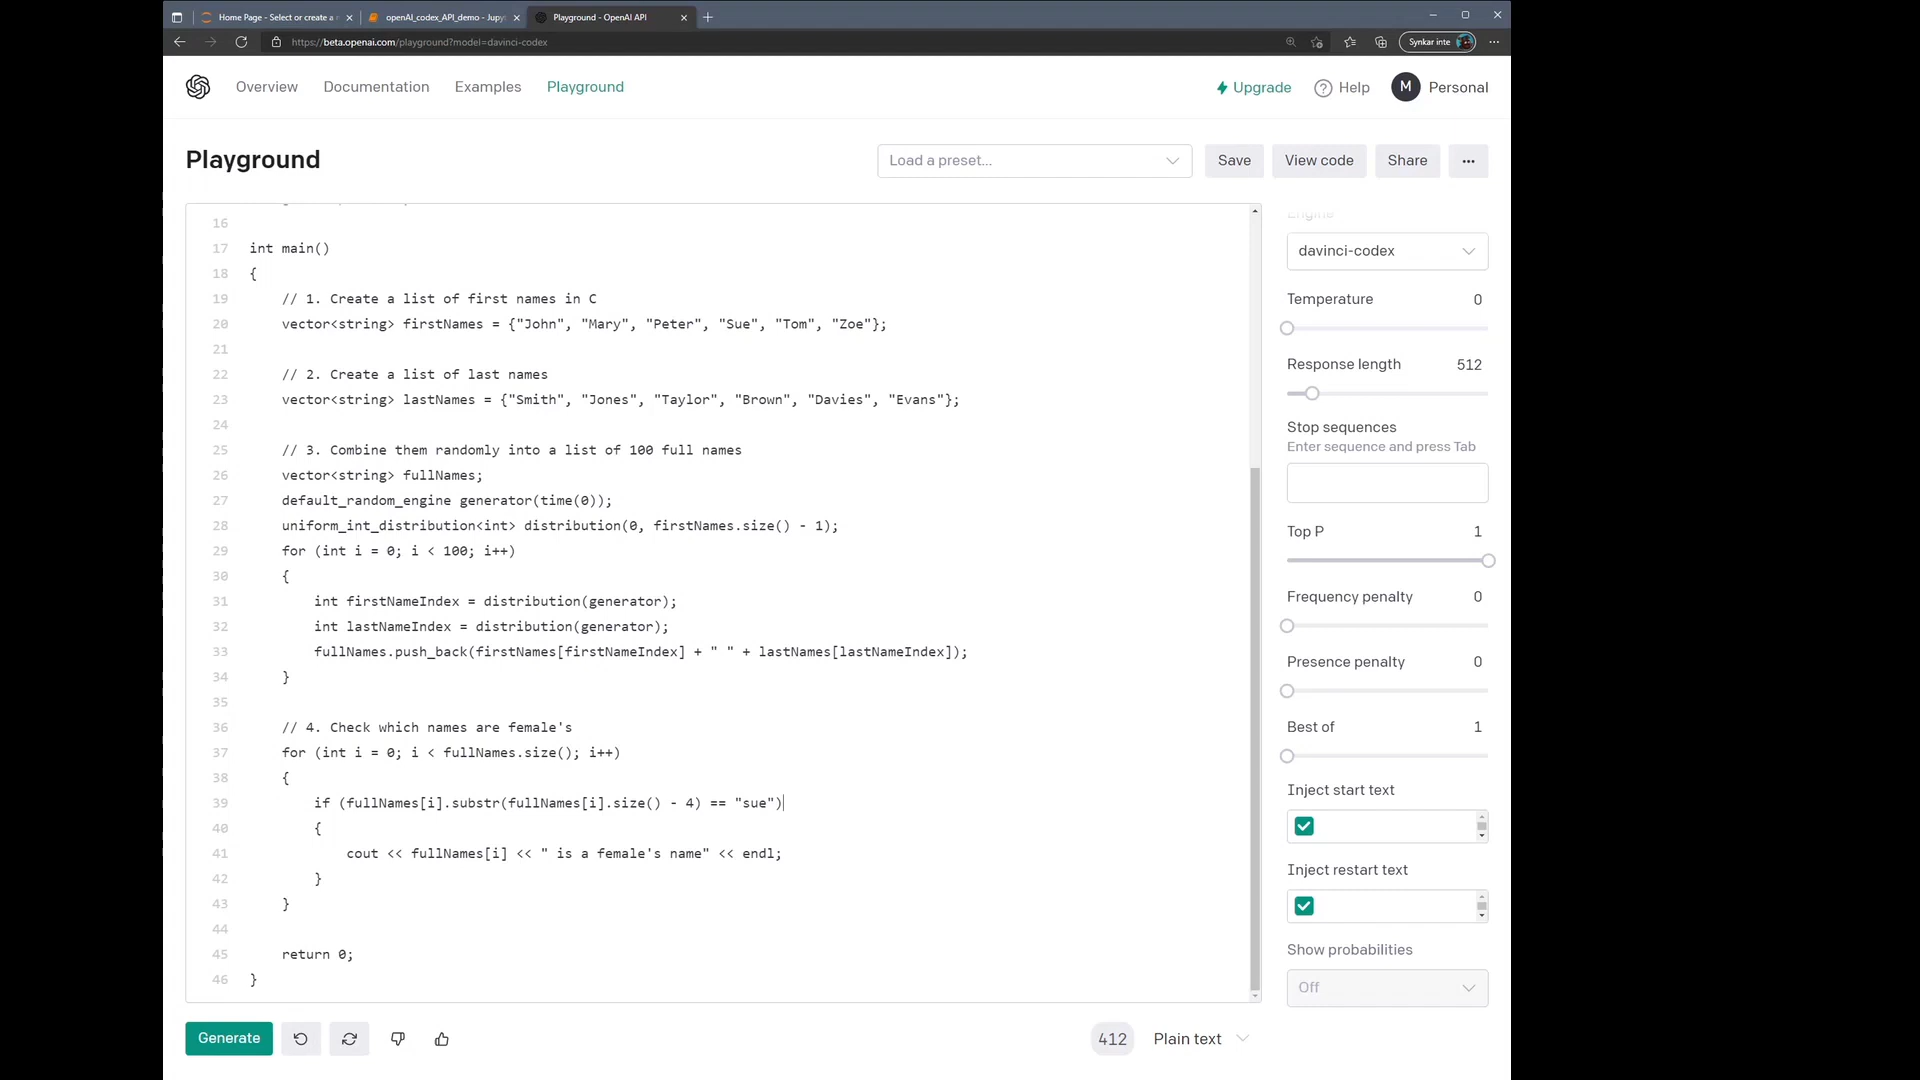 Home Page - Select or create a n
openAI_codex_API_demo - Jupy
Playground - OpenAI API
https://beta.openai.com/playground?model=davinci-codex
Synkar inte
Overview
Documentation
Examples
Playground
Upgrade
Help
M
Personal
Playground
Load a preset...
Save
View code
Share
16
17 int main()
18 {
19 // 1. Create a list of first names in C
20 vector<string> firstNames = {"John", "Mary", "Peter", "Sue", "Tom", "Zoe"};
21
22 // 2. Create a list of last names
23 vector<string> lastNames = {"Smith", "Jones", "Taylor", "Brown", "Davies", "Evans"};
24
25 // 3. Combine them randomly into a list of 100 full names
26 vector<string> fullNames;
27 default_random_engine generator(time(0));
28 uniform_int_distribution<int> distribution(0, firstNames.size() - 1);
29 for (int i = 0; i < 100; i++)
30 {
31 int firstNameIndex = distribution(generator);
32 int lastNameIndex = distribution(generator);
33 fullNames.push_back(firstNames[firstNameIndex] + " " + lastNames[lastNameIndex]);
34 }
35
36 // 4. Check which names are female's
37 for (int i = 0; i < fullNames.size(); i++)
38 {
39 if (fullNames[i].substr(fullNames[i].size() - 4) == "sue")
40 {
41 cout << fullNames[i] << " is a female's name" << endl;
42 }
43 }
44
45 return 0;
46 }
Engine
davinci-codex
Temperature 0
Response length 512
Stop sequences
Enter sequence and press Tab
Top P 1
Frequency penalty 0
Presence penalty 0
Best of 1
Inject start text
Inject restart text
Show probabilities
Off
Generate
412
Plain text